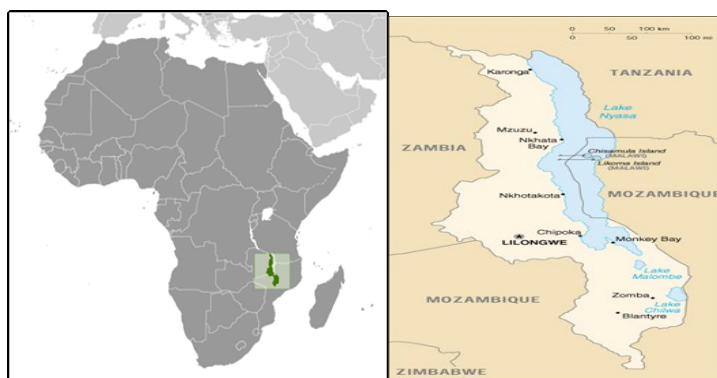 0 50 100 km
0 50 100 mi
Karonga
TANZANIA
Lake
Nyasa
Mzuzu
Nkhata
Bay
ZAMBIA
Chisamula Island
(MALAWI)
Likoma Island
(MALAWI)
Nkhotakota
MOZAMBIQUE
Chipoka
LILONGWE
Monkey Bay
Lake
Malombe
MOZAMBIQUE
Zomba
Lake
Chilwa
Blantyre
ZIMBABWE